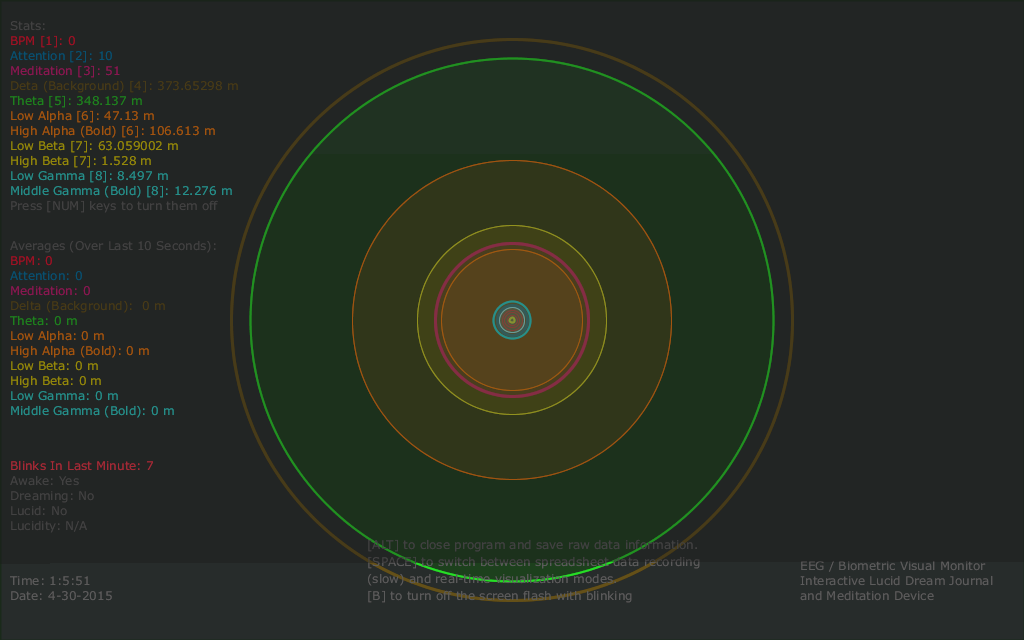 Stats:
BPM [1]: 0
Attention [2]: 10
Meditation [3]: 51
Deta (Background) [4]: 373.65298 m
Theta [5]: 348.137 m
Low Alpha [6]: 47.13 m
High Alpha (Bold) [6]: 106.613 m
Low Beta [7]: 63.059002 m
High Beta [7]: 1.528 m
Low Gamma [8]: 8.497 m
Middle Gamma (Bold) [8]: 12.276 m
Press [NUM] keys to turn them off
Averages (Over Last 10 Seconds):
BPM: 0
Attention: 0
Meditation: 0
Delta (Background):  0 m
Theta: 0 m
Low Alpha: 0 m
High Alpha (Bold): 0 m
Low Beta: 0 m
High Beta: 0 m
Low Gamma: 0 m
Middle Gamma (Bold): 0 m
Blinks In Last Minute: 7
Awake: Yes
Dreaming: No
Lucid: No
Lucidity: N/A
Time: 1:5:51
Date: 4-30-2015
[ALT] to close program and save raw data information.
[SPACE] to switch between spreadsheet data recording
(slow) and real-time visualization modes.
[B] to turn off the screen flash with blinking
EEG / Biometric Visual Monitor
Interactive Lucid Dream Journal
and Meditation Device